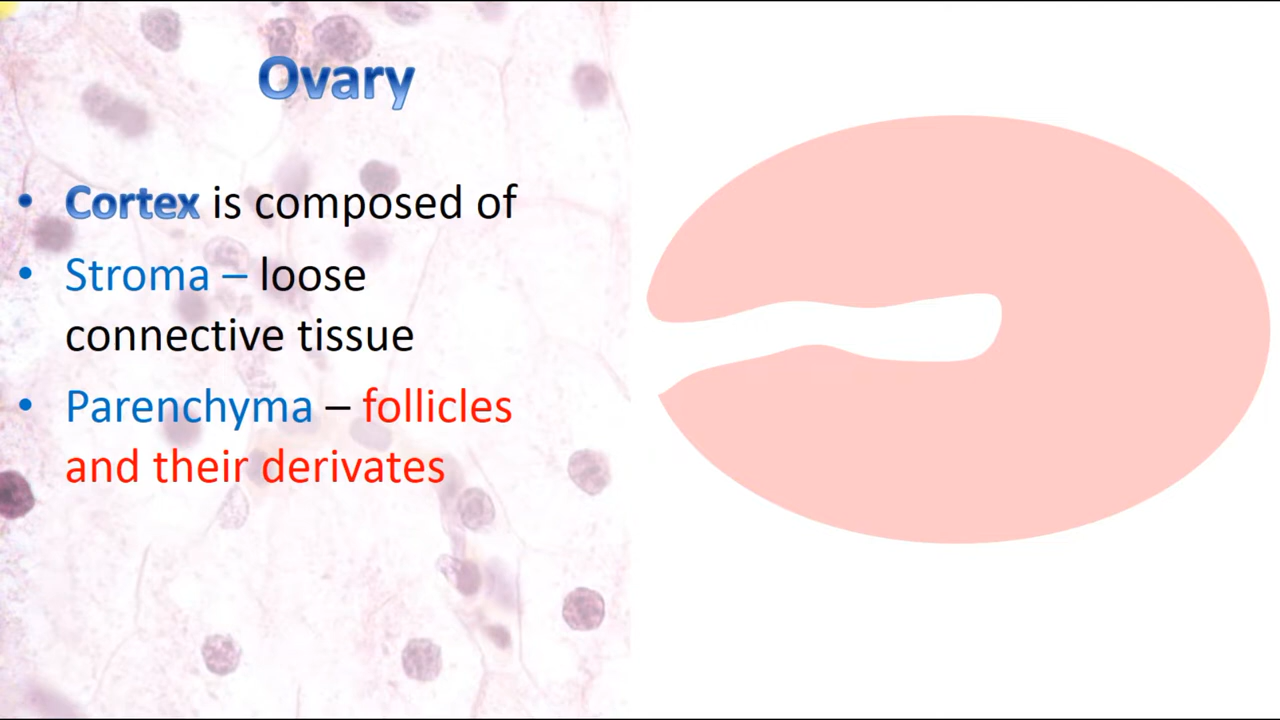 Ovary
• Cortex is composed of
• Stroma – loose
connective tissue
• Parenchyma – follicles
and their derivates